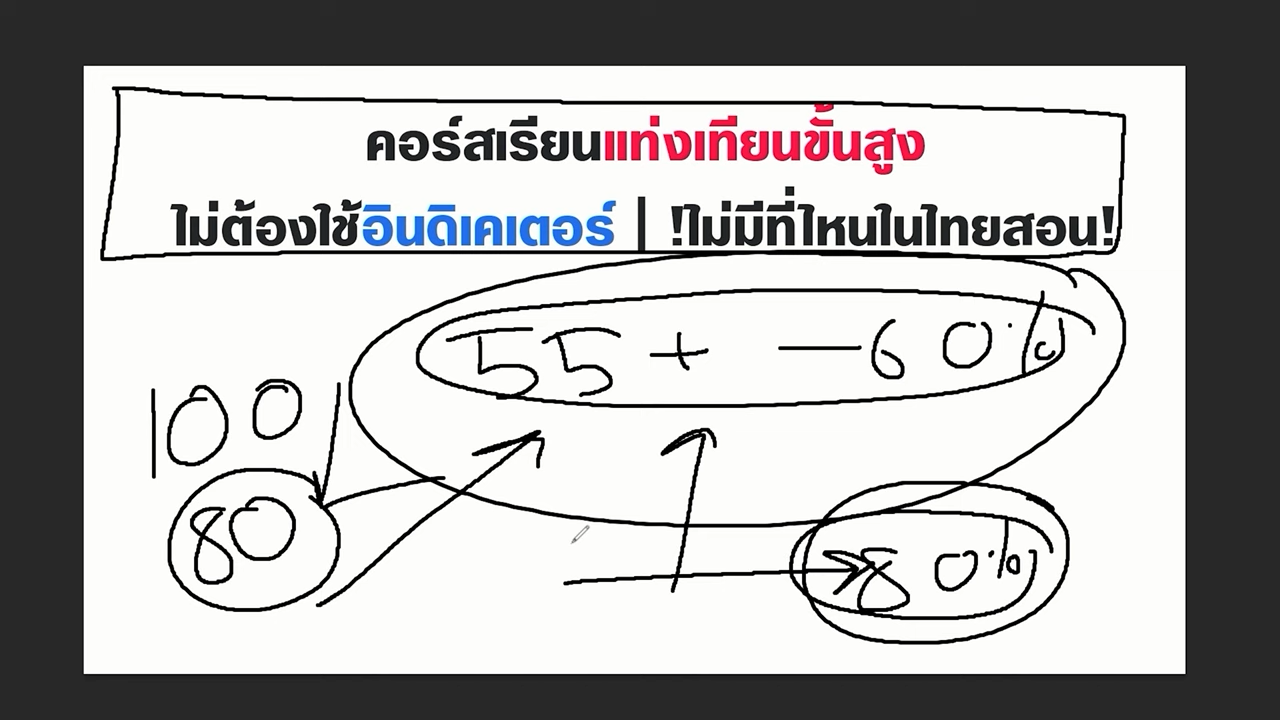 คอร์สเรียนแท่งเทียนขั้นสูง
ไม่ต้องใช้อินดิเคเตอร์ | !ไม่มีที่ไหนในไทยสอน!
55 + - 60%
100
80
80%